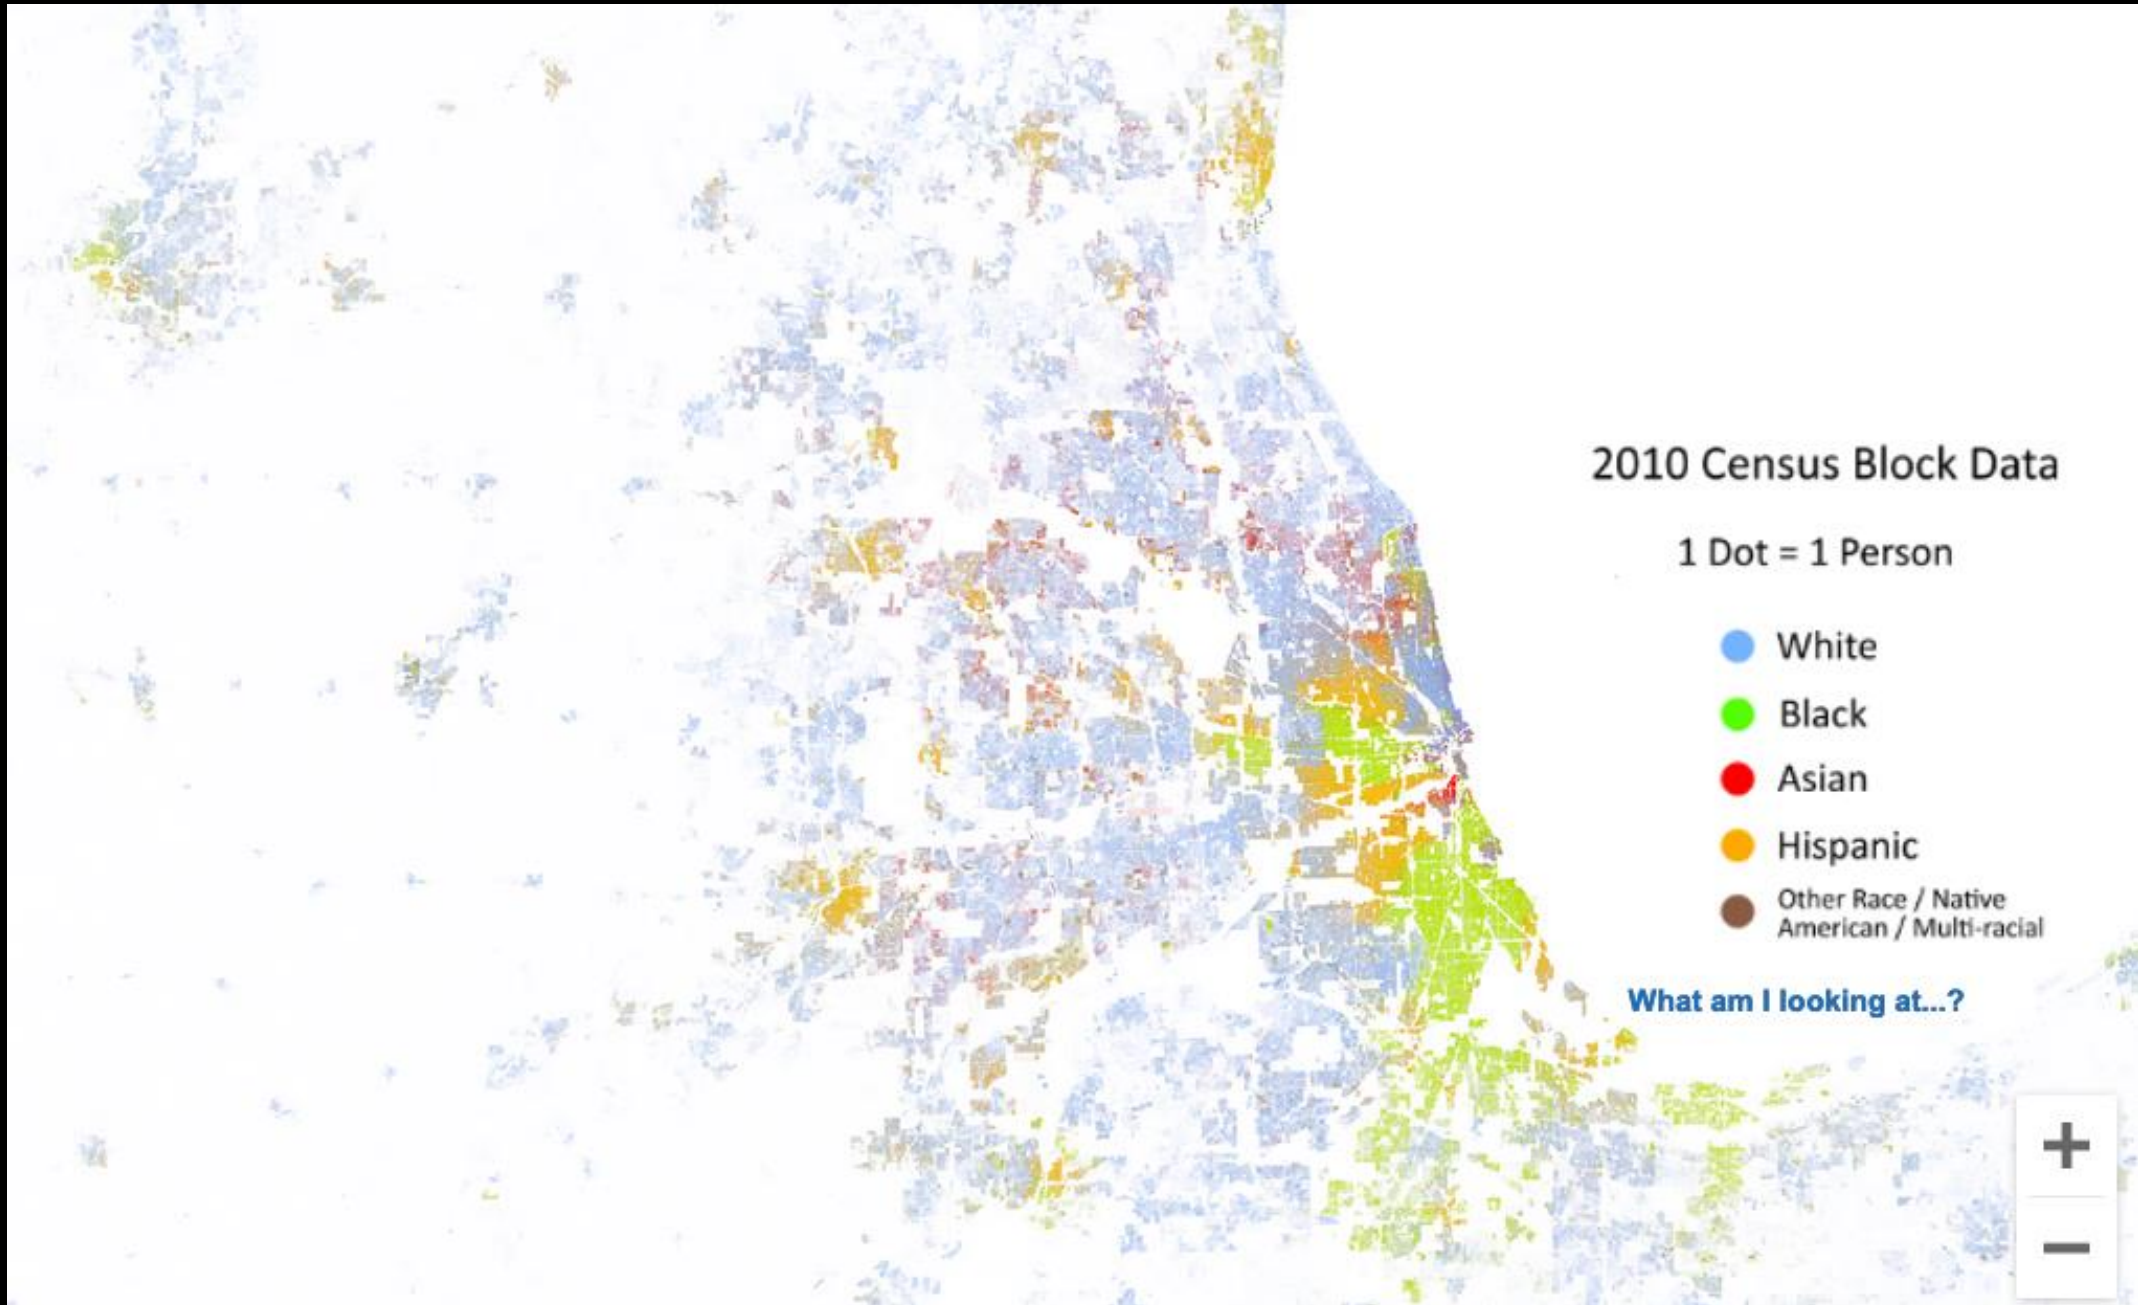 2010 Census Block Data
1 Dot = 1 Person
White
Black
Asian
Hispanic
Other Race / Native
American / Multi-racial
What am I looking at...?
+
−